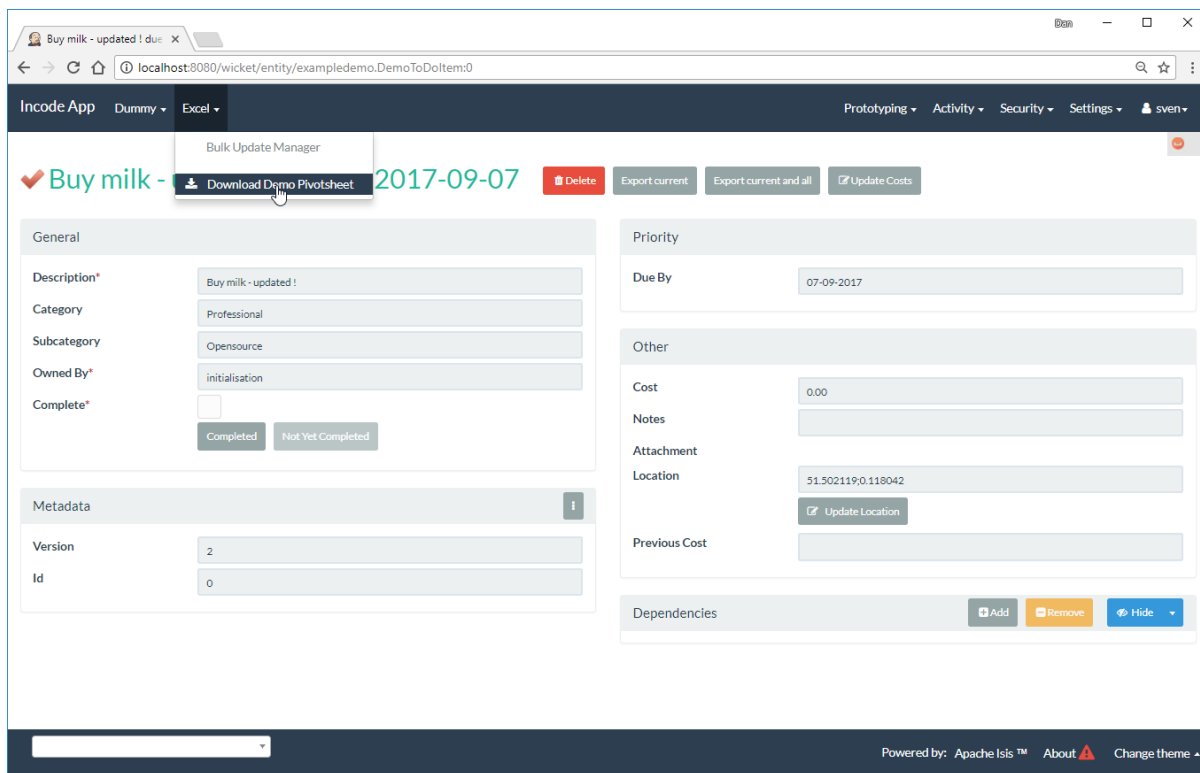 Buy milk - updated ! due
Dan
localhost:8080/wicket/entity/exampledemo.DemoToDoItem:0
Incode App Dummy Excel Prototyping Activity Security Settings sven
Bulk Update Manager
Download Demo Pivotsheet
Buy milk - 2017-09-07 Delete Export current Export current and all Update Costs
General
Description* Buy milk - updated !
Category Professional
Subcategory Opensource
Owned By* initialisation
Complete*
Completed Not Yet Completed
Metadata
Version 2
Id 0
Priority
Due By 07-09-2017
Other
Cost 0.00
Notes
Attachment
Location 51.502119;0.118042
Update Location
Previous Cost
Dependencies Add Remove Hide
Powered by: Apache Isis ™ About Change theme